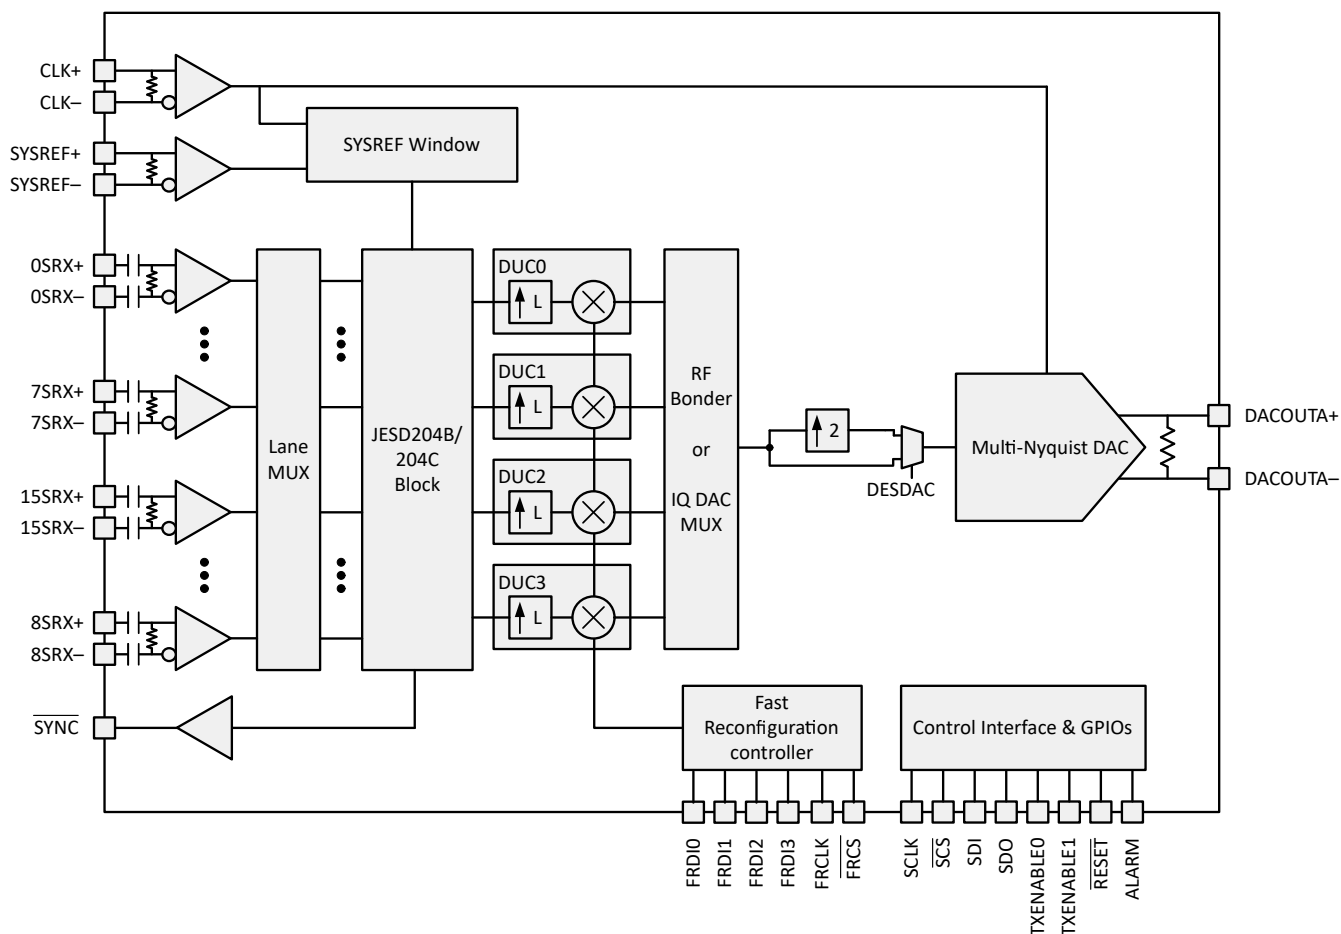 CLK+
CLK–
SYSREF+
SYSREF–
SYSREF Window
0SRX+
0SRX–
7SRX+
7SRX–
15SRX+
15SRX–
8SRX+
8SRX–
SYNC
Lane
MUX
JESD204B/
204C
Block
DUC0
L
DUC1
L
DUC2
L
DUC3
L
RF
Bonder
or
IQ DAC
MUX
2
DESDAC
Multi-Nyquist DAC
DACOUTA+
DACOUTA–
Fast
Reconfiguration
controller
Control Interface & GPIOs
FRDI0
FRDI1
FRDI2
FRDI3
FRCLK
FRCS
SCLK
SCS
SDI
SDO
TXENABLE0
TXENABLE1
RESET
ALARM